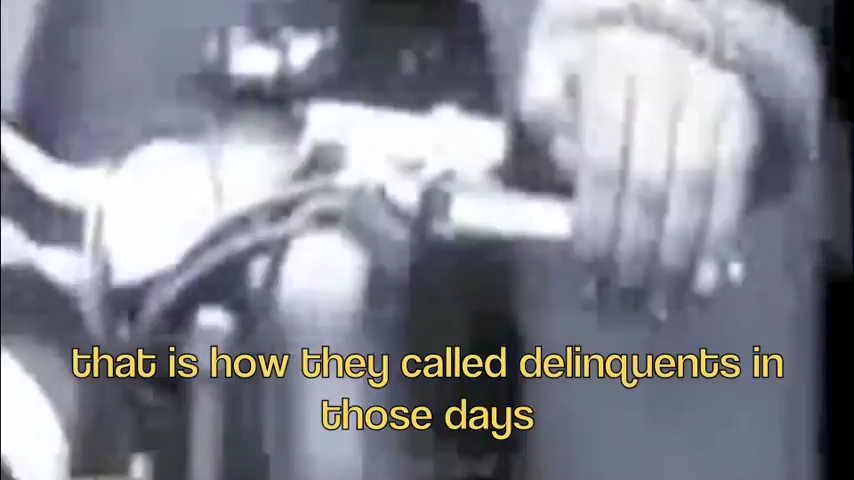 that is how they called delinquents in
those days